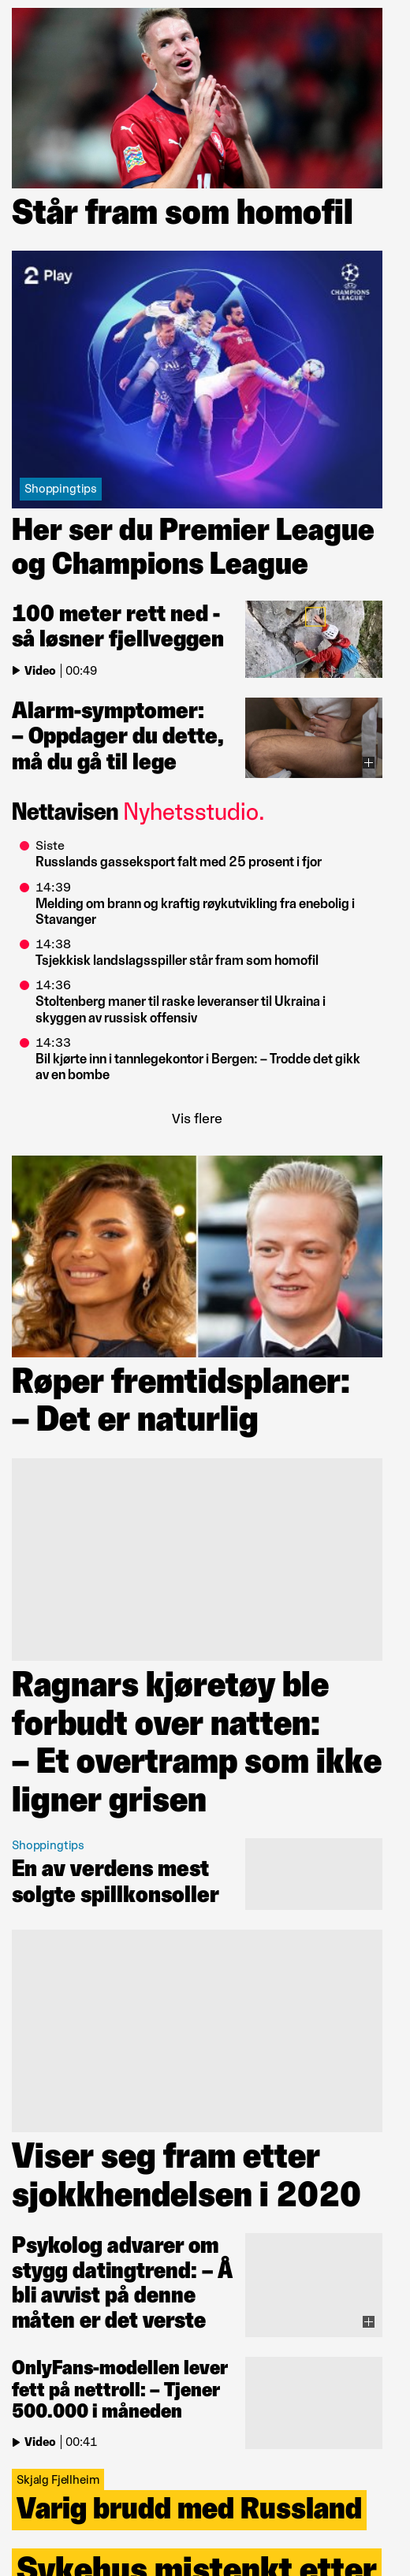 Står fram som homofil
2 Play
CHAMPIONS
LEAGUE
Shoppingtips
Her ser du Premier League
og Champions League
100 meter rett ned -
så løsner fjellveggen
Video | 00:49
Alarm-symptomer:
– Oppdager du dette,
må du gå til lege
Nettavisen Nyhetsstudio.
Siste
Russlands gasseksport falt med 25 prosent i fjor
14:39
Melding om brann og kraftig røykutvikling fra enebolig i
Stavanger
14:38
Tsjekkisk landslagsspiller står fram som homofil
14:36
Stoltenberg maner til raske leveranser til Ukraina i
skyggen av russisk offensiv
14:33
Bil kjørte inn i tannlegekontor i Bergen: – Trodde det gikk
av en bombe
Vis flere
Røper fremtidsplaner:
– Det er naturlig
Ragnars kjøretøy ble
forbudt over natten:
– Et overtramp som ikke
ligner grisen
Shoppingtips
En av verdens mest
solgte spillkonsoller
Viser seg fram etter
sjokkhendelsen i 2020
Psykolog advarer om
stygg datingtrend: – Å
bli avvist på denne
måten er det verste
OnlyFans-modellen lever
fett på nettroll: – Tjener
500.000 i måneden
Video | 00:41
Skjalg Fjellheim
Varig brudd med Russland
Sykehus mistenkt etter